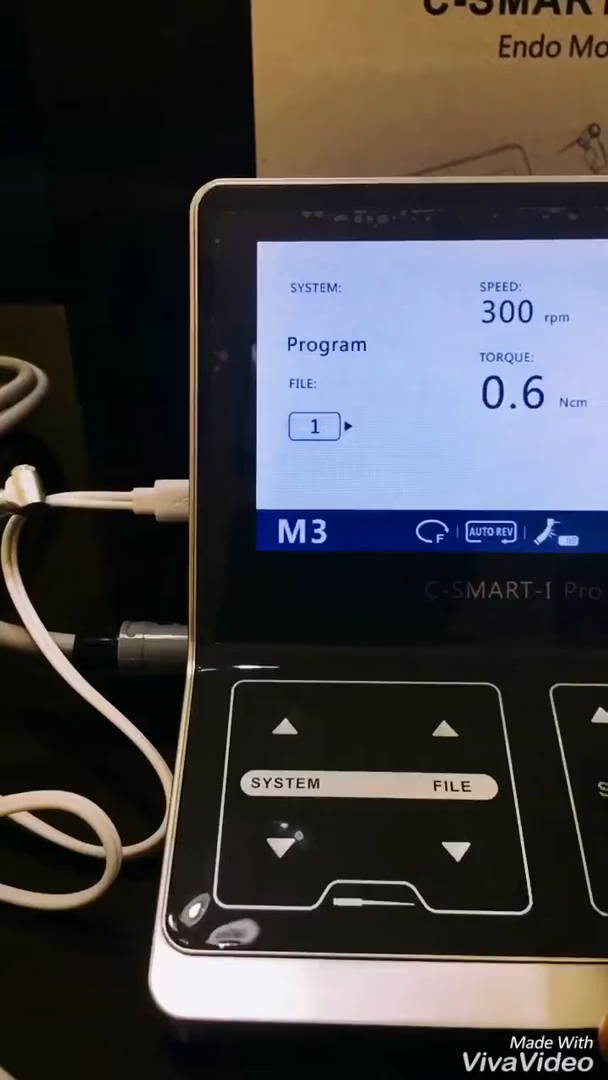 C-SMART
Endo Mo
SYSTEM:
SPEED:
300 rpm
Program
TORQUE:
FILE:
0.6 Ncm
1
M3
F
AUTO REV
C-SMART-I Pro
SYSTEM
FILE
S
Made With
VivaVideo